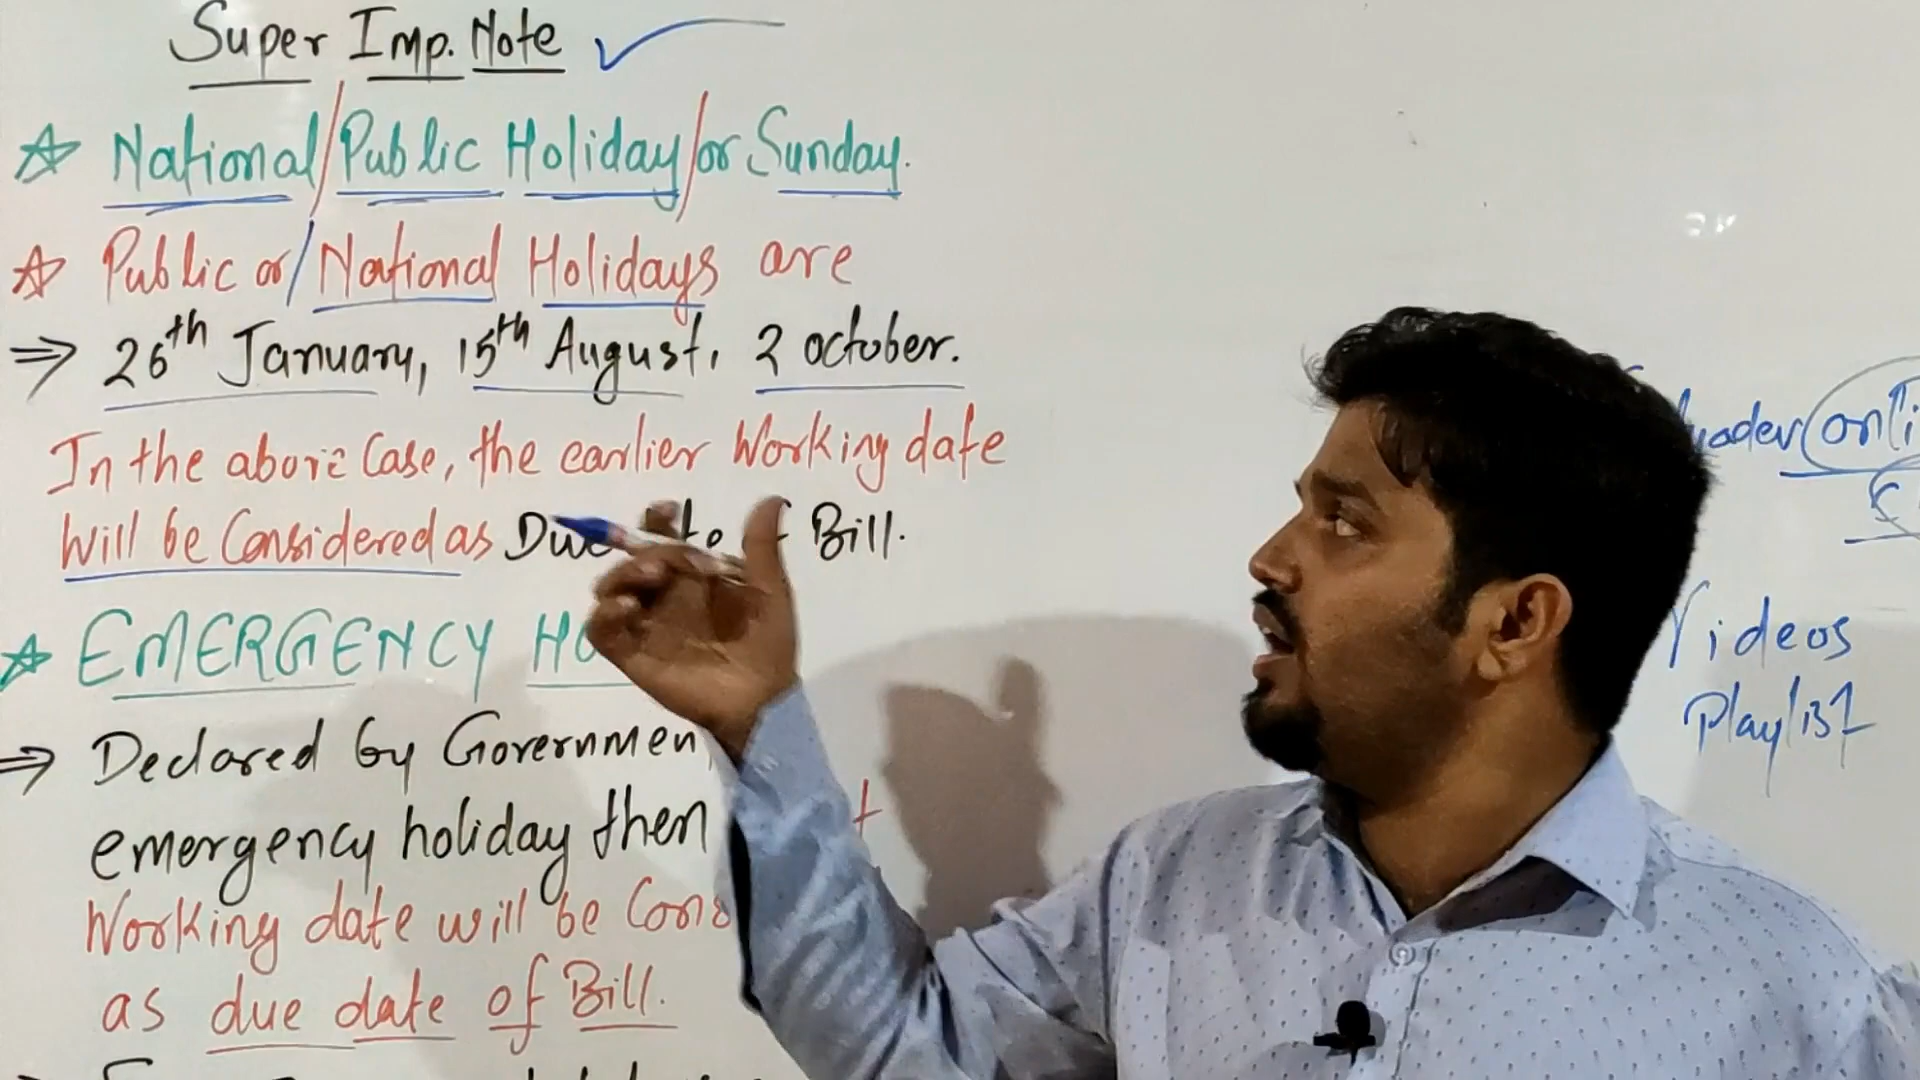 Super Imp. Note
National/Public Holiday/or Sunday.
Public or/National Holidays are
⇒ 26th January, 15th August, 2 october.
In the above Case, the earlier Working date
Will be Considered as Due of Bill.
EMERGENCY
⇒ Declared by
emergency holiday then
Working date will be
as due date of Bill.
Videos
Playlist